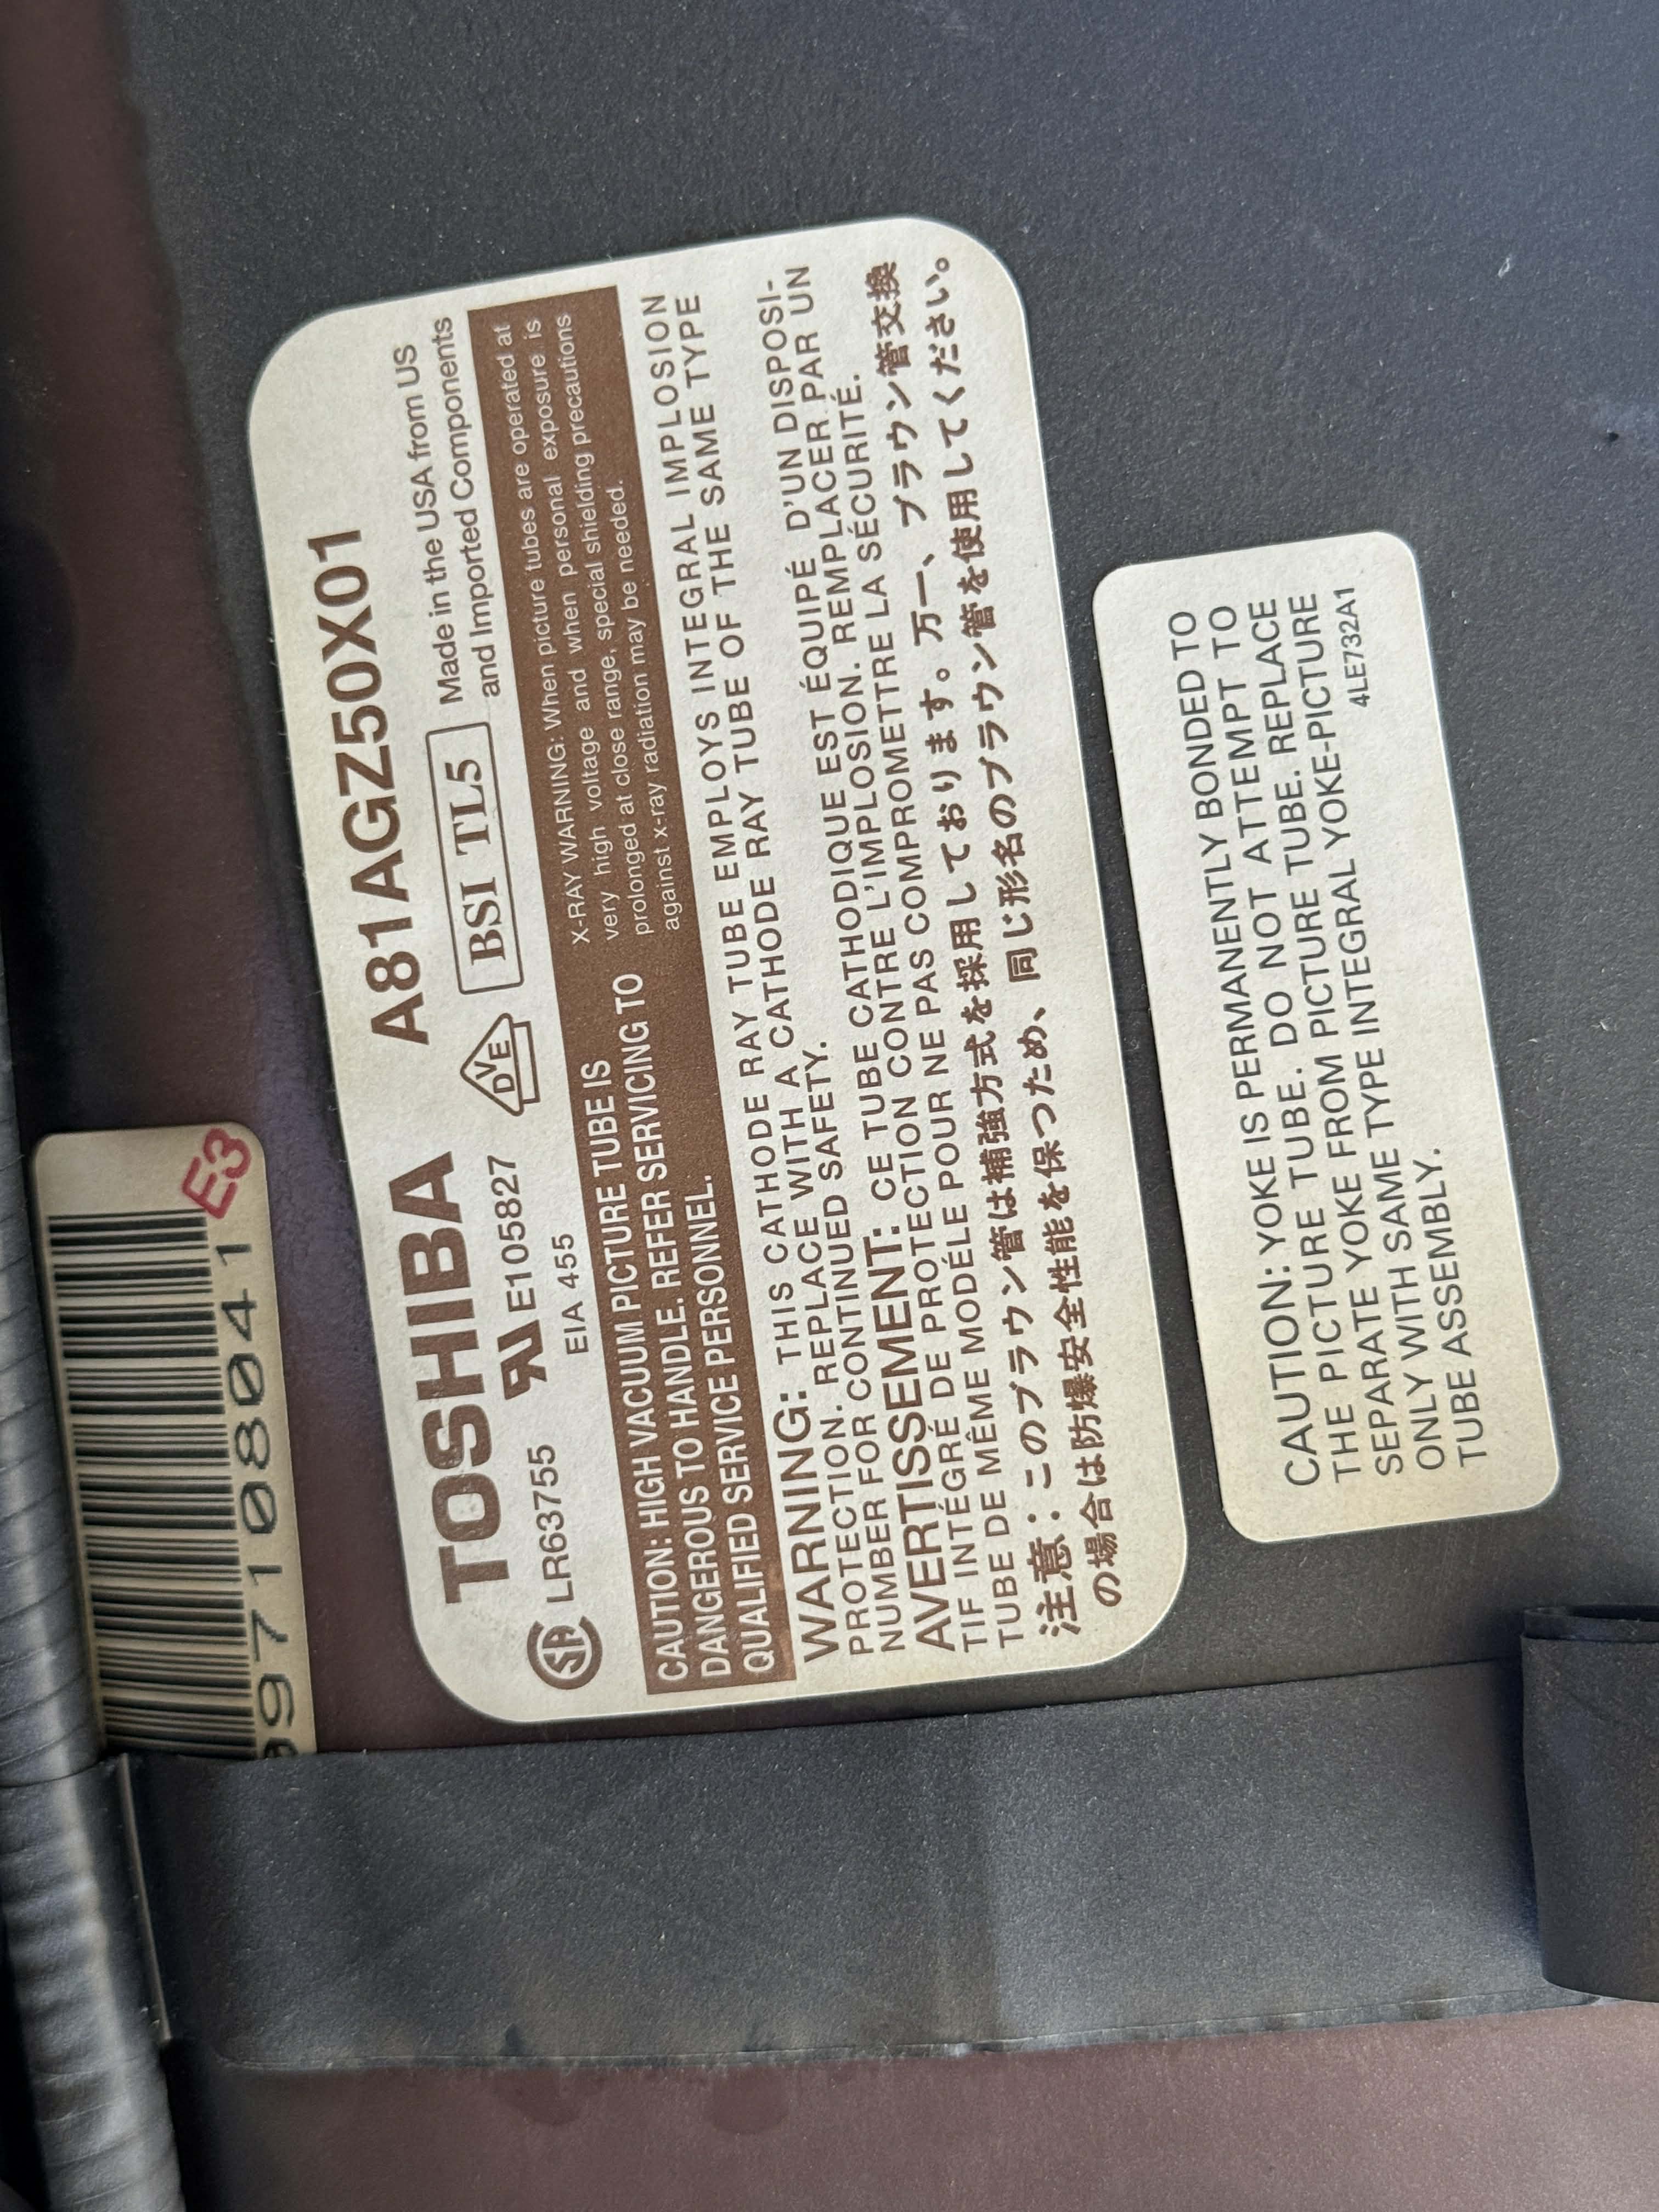 E3
971080411
TOSHIBA A81AGZ50X01
LR63755 E105827 BSI TL5 Made in the USA from US
and Imported Components
EIA 455
DVE
CAUTION: HIGH VACUUM PICTURE TUBE IS
DANGEROUS TO HANDLE. REFER SERVICING TO
QUALIFIED SERVICE PERSONNEL.
X-RAY WARNING: When picture tubes are operated at
very high voltage and when personal exposure is
prolonged at close range, special shielding precautions
against x-ray radiation may be needed.
WARNING: THIS CATHODE RAY TUBE EMPLOYS INTEGRAL IMPLOSION
PROTECTION. REPLACE WITH A CATHODE RAY TUBE OF THE SAME TYPE
NUMBER FOR CONTINUED SAFETY.
AVERTISSEMENT: CE TUBE CATHODIQUE EST ÉQUIPÉ D'UN DISPOSI-
TIF INTÉGRÉ DE PROTECTION CONTRE L'IMPLOSION. REMPLACER PAR UN
TUBE DE MÊME MODÉLE POUR NE PAS COMPROMETTRE LA SÉCURITÉ.
注意：このブラウン管は補強方式を採用しております。万一、ブラウン管交換
の場合は防爆安全性能を保つため、同じ形名のブラウン管を使用してください。
CAUTION: YOKE IS PERMANENTLY BONDED TO
THE PICTURE TUBE. DO NOT ATTEMPT TO
SEPARATE YOKE FROM PICTURE TUBE. REPLACE
ONLY WITH SAME TYPE INTEGRAL YOKE-PICTURE
TUBE ASSEMBLY. 4LE732A1